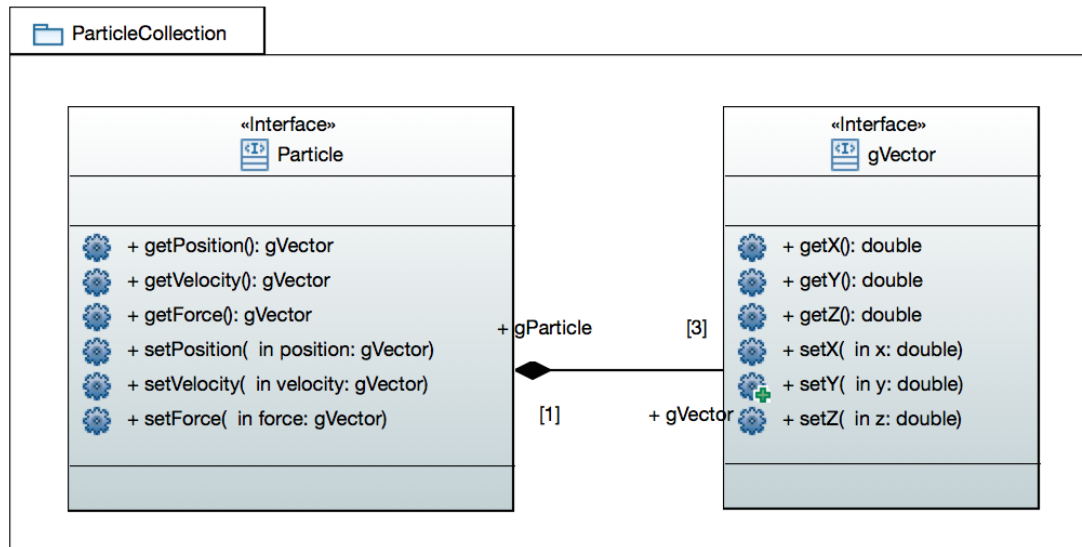 ParticleCollection
«Interface»
Particle
+ getPosition(): gVector
+ getVelocity(): gVector
+ getForce(): gVector
+ setPosition( in position: gVector)
+ setVelocity( in velocity: gVector)
+ setForce( in force: gVector)
+ gParticle
[3]
[1]
+ gVector
«Interface»
gVector
+ getX(): double
+ getY(): double
+ getZ(): double
+ setX( in x: double)
+ setY( in y: double)
+ setZ( in z: double)